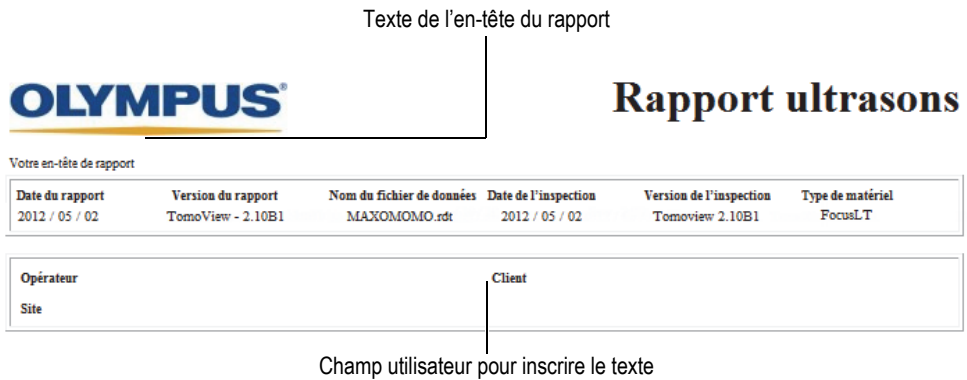 Texte de l’en-tête du rapport
OLYMPUS®
Rapport ultrasons
Votre en-tête de rapport
Date du rapport Version du rapport Nom du fichier de données Date de l’inspection Version de l’inspection Type de matériel
2012 / 05 / 02 TomoView - 2.10B1 MAXOMOMO.rdt 2012 / 05 / 02 Tomoview 2.10B1 FocusLT
Opérateur Client
Site
Champ utilisateur pour inscrire le texte